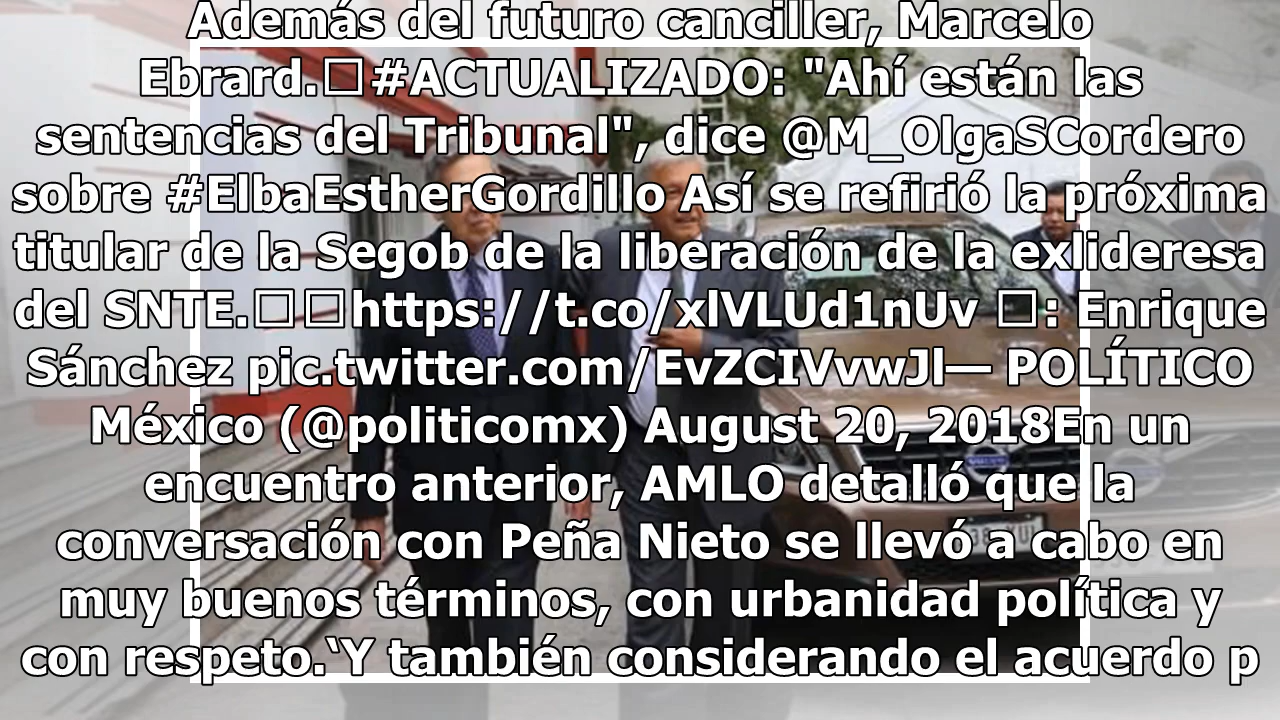 Además del futuro canciller, Marcelo
Ebrard.□#ACTUALIZADO: "Ahí están las
sentencias del Tribunal", dice @M_OlgaSCordero
sobre #ElbaEstherGordillo Así se refirió la próxima
titular de la Segob de la liberación de la exlideresa
del SNTE.□□https://t.co/xlVLUd1nUv □: Enrique
Sánchez pic.twitter.com/EvZCIVvwJl— POLÍTICO
México (@politicomx) August 20, 2018En un
encuentro anterior, AMLO detalló que la
conversación con Peña Nieto se llevó a cabo en
muy buenos términos, con urbanidad política y
con respeto.‘Y también considerando el acuerdo p